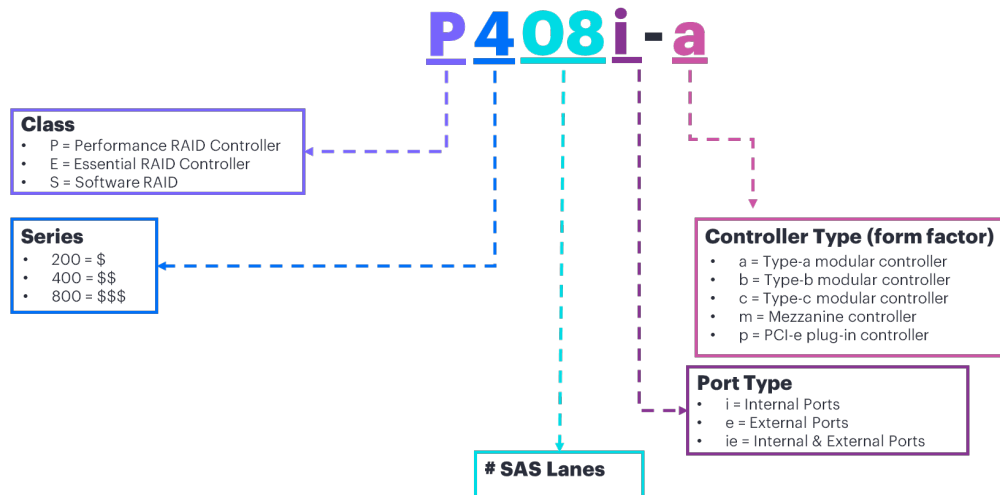 P408i-a
Class
• P = Performance RAID Controller
• E = Essential RAID Controller
• S = Software RAID
Series
• 200 = $
• 400 = $$
• 800 = $$$
Controller Type (form factor)
• a = Type-a modular controller
• b = Type-b modular controller
• c = Type-c modular controller
• m = Mezzanine controller
• p = PCI-e plug-in controller
Port Type
• i = Internal Ports
• e = External Ports
• ie = Internal & External Ports
# SAS Lanes